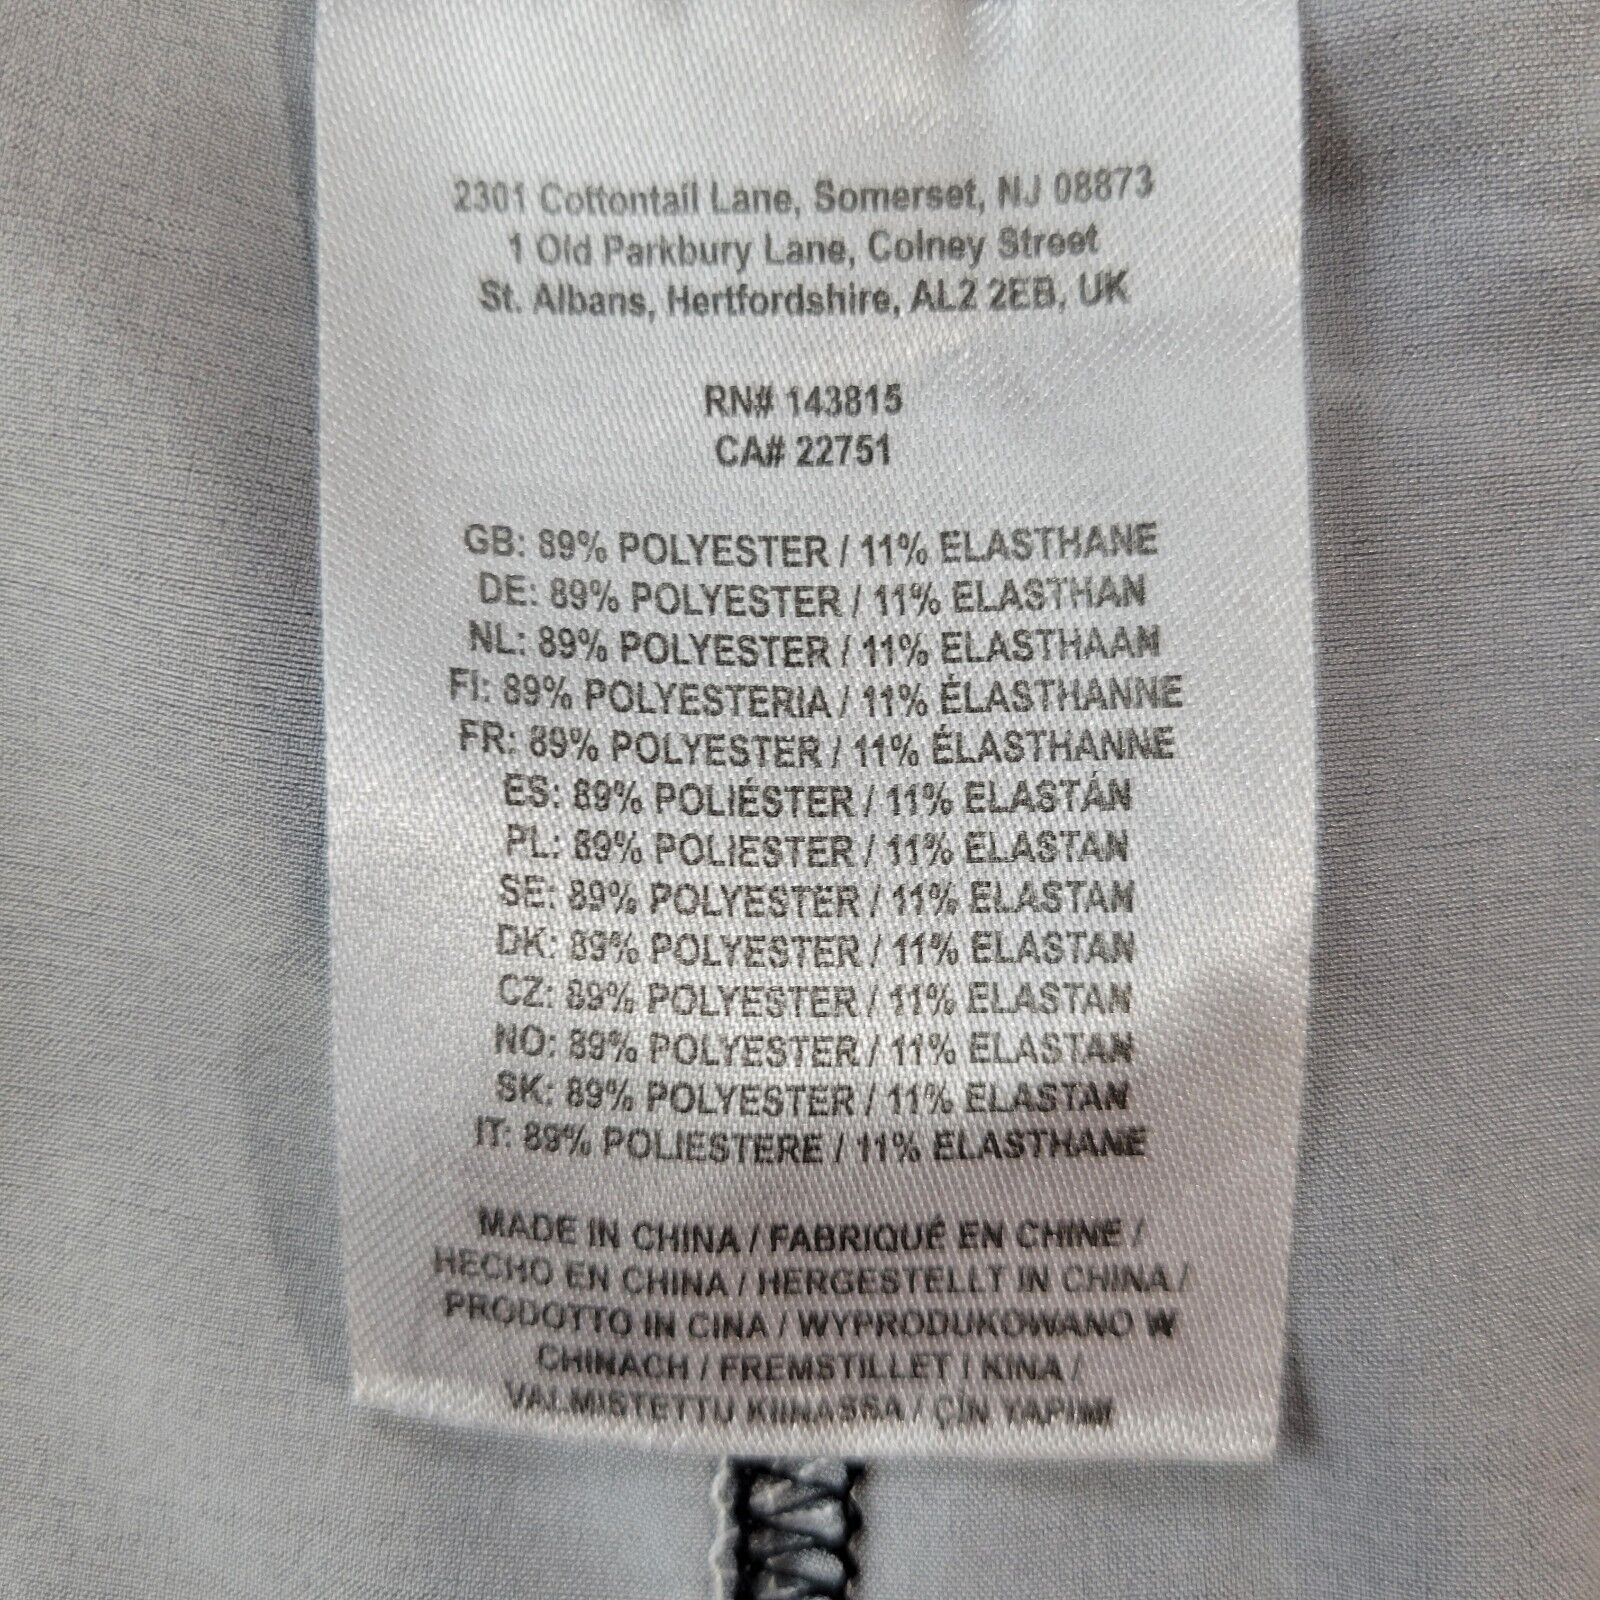 2301 Cottontail Lane, Somerset, NJ 08873
1 Old Parkbury Lane, Colney Street
St. Albans, Hertfordshire, AL2 2EB, UK
RN# 143815
CA# 22751
GB: 89% POLYESTER / 11% ELASTHANE
DE: 89% POLYESTER / 11% ELASTHAN
NL: 89% POLYESTER / 11% ELASTHAAN
FI: 89% POLYESTERIA / 11% ÉLASTHANNE
FR: 89% POLYESTER / 11% ÉLASTHANNE
ES: 89% POLIÉSTER / 11% ELASTÁN
PL: 89% POLIESTER / 11% ELASTAN
SE: 89% POLYESTER / 11% ELASTAN
DK: 89% POLYESTER / 11% ELASTAN
CZ: 89% POLYESTER / 11% ELASTAN
NO: 89% POLYESTER / 11% ELASTAN
SK: 89% POLYESTER / 11% ELASTAN
IT: 89% POLIESTERE / 11% ELASTHANE
MADE IN CHINA / FABRIQUÉ EN CHINE /
HECHO EN CHINA / HERGESTELLT IN CHINA /
PRODOTTO IN CINA / WYPRODUKOWANO W
CHINACH / FREMSTILLET I KINA /
VALMISTETTU KIINASSA / ÇİN YAPIMI